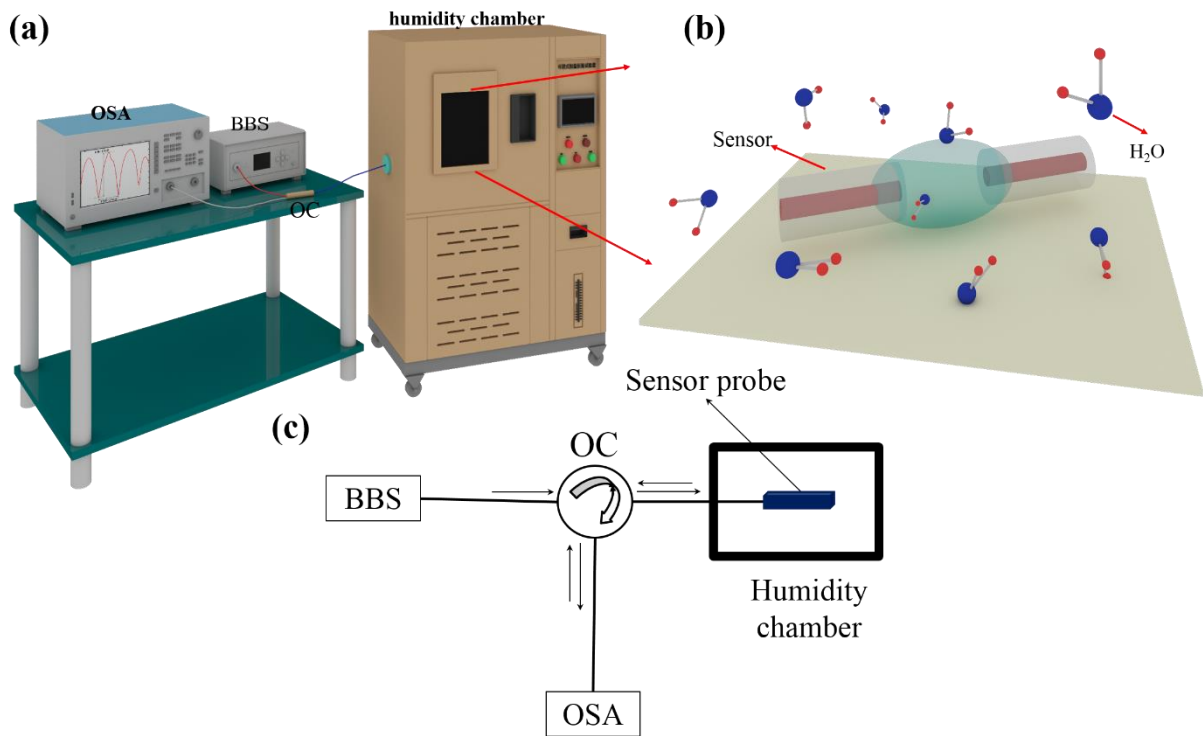 (a)
humidity chamber
(b)
OSA
BBS
OC
Sensor
H₂O
Sensor probe
(c)
OC
BBS
Humidity
chamber
OSA